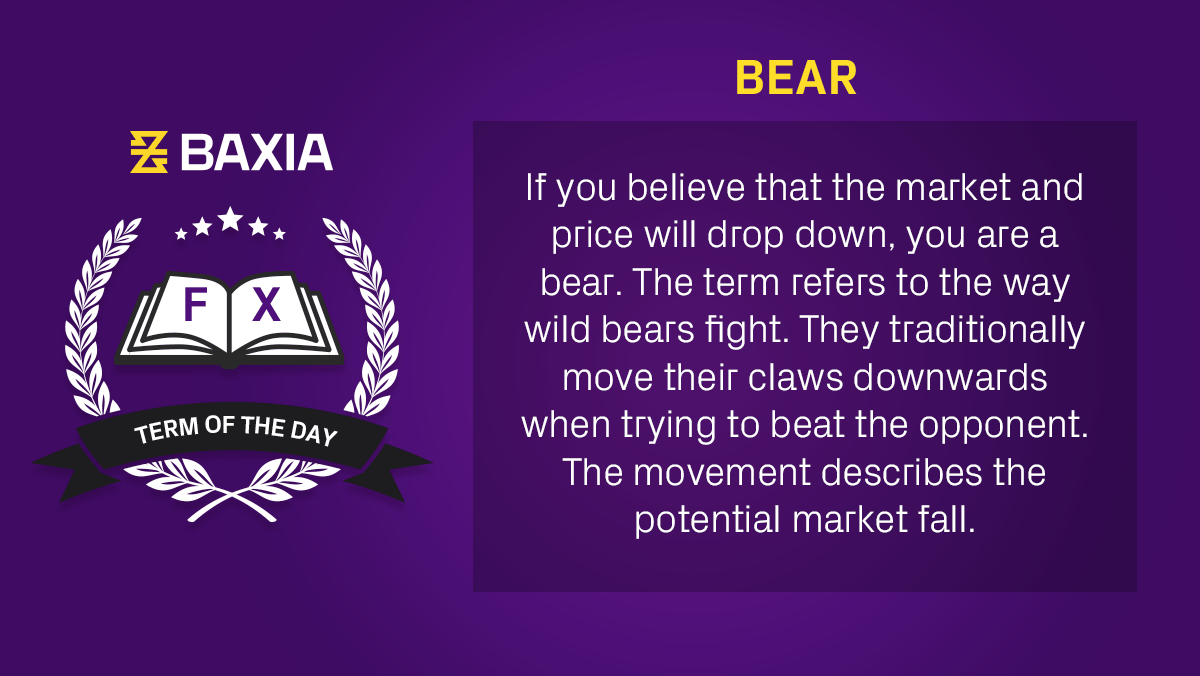 BAXIA
F X
TERM OF THE DAY
BEAR
If you believe that the market and
price will drop down, you are a
bear. The term refers to the way
wild bears fight. They traditionally
move their claws downwards
when trying to beat the opponent.
The movement describes the
potential market fall.